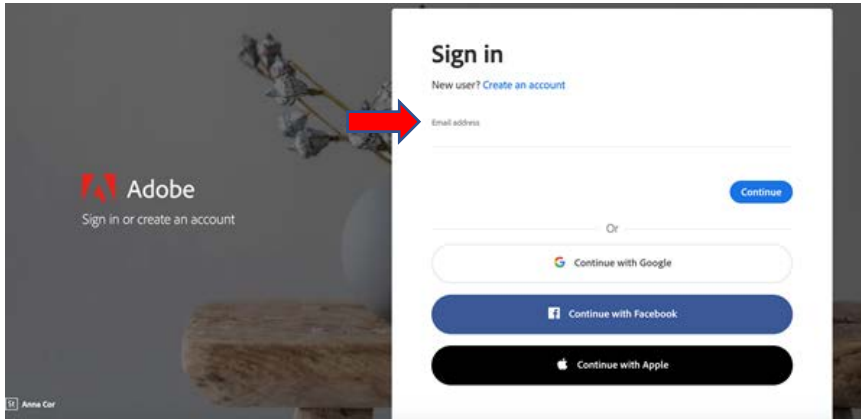 Adobe
Sign in or create an account
St Anna Cor
Sign in
New user? Create an account
Email address
Continue
Or
Continue with Google
Continue with Facebook
Continue with Apple